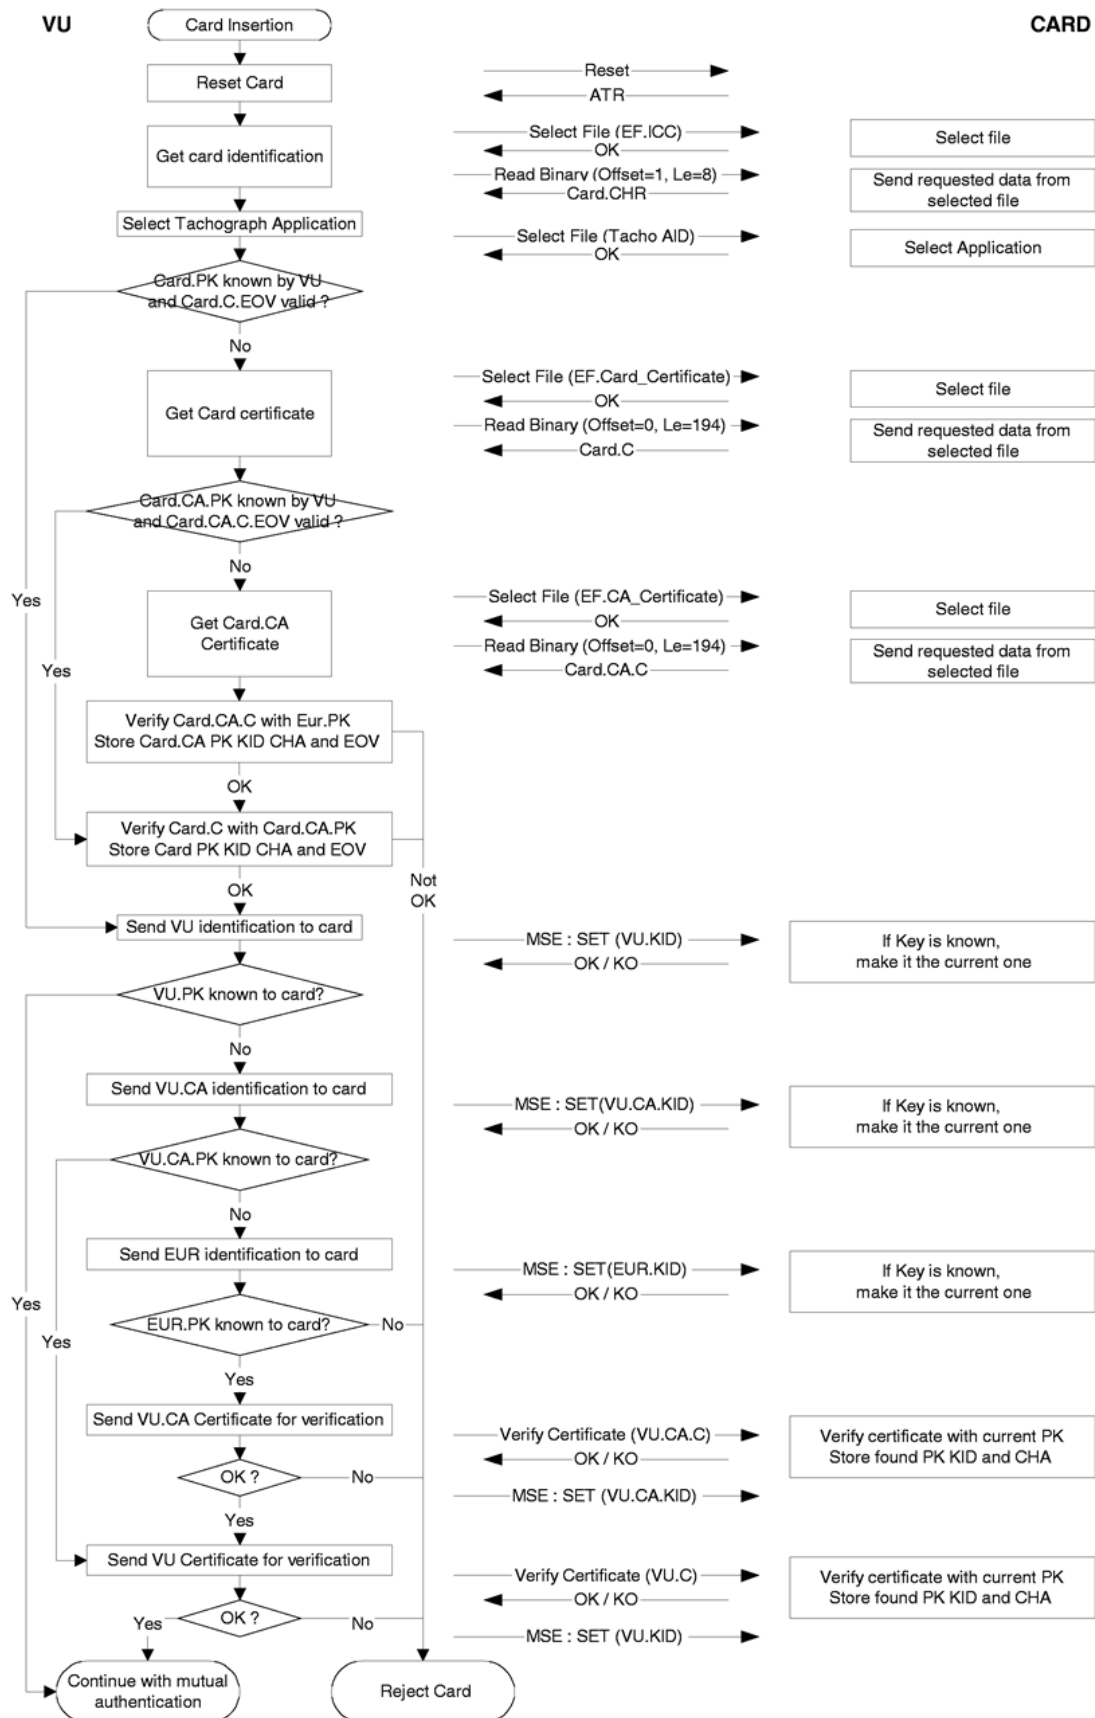 VU
CARD
Card Insertion
Reset Card
Reset
ATR
Get card identification
Select File (EF.ICC)
OK
Select file
Read Binary (Offset=1, Le=8)
Card.CHR
Send requested data from
selected file
Select Tachograph Application
Select File (Tacho AID)
OK
Select Application
Card.PK known by VU
and Card.C.EOV valid ?
No
Yes
Get Card certificate
Select File (EF.Card_Certificate)
OK
Select file
Read Binary (Offset=0, Le=194)
Card.C
Send requested data from
selected file
Card.CA.PK known by VU
and Card.CA.C.EOV valid ?
No
Yes
Get Card.CA
Certificate
Select File (EF.CA_Certificate)
OK
Select file
Read Binary (Offset=0, Le=194)
Card.CA.C
Send requested data from
selected file
Verify Card.CA.C with Eur.PK
Store Card.CA PK KID CHA and EOV
OK
Verify Card.C with Card.CA.PK
Store Card PK KID CHA and EOV
Not
OK
OK
Send VU identification to card
MSE : SET (VU.KID)
OK / KO
If Key is known,
make it the current one
VU.PK known to card?
No
Yes
Send VU.CA identification to card
MSE : SET(VU.CA.KID)
OK / KO
If Key is known,
make it the current one
VU.CA.PK known to card?
No
Yes
Send EUR identification to card
MSE : SET(EUR.KID)
OK / KO
If Key is known,
make it the current one
EUR.PK known to card?
No
Yes
Send VU.CA Certificate for verification
Verify Certificate (VU.CA.C)
OK / KO
Verify certificate with current PK
Store found PK KID and CHA
OK ?
No
MSE : SET (VU.CA.KID)
Yes
Send VU Certificate for verification
Verify Certificate (VU.C)
OK / KO
Verify certificate with current PK
Store found PK KID and CHA
OK ?
Yes
No
MSE : SET (VU.KID)
Continue with mutual
authentication
Reject Card